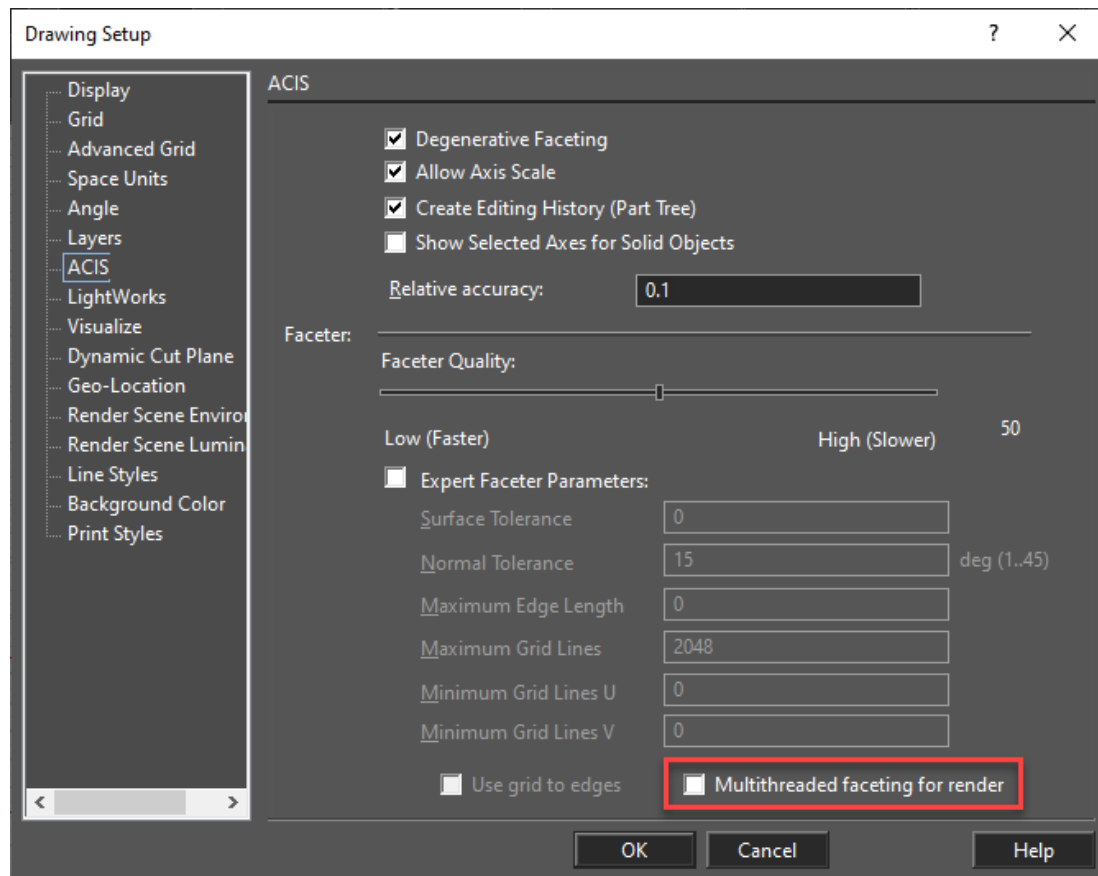 Drawing Setup
?
Display
Grid
Advanced Grid
Space Units
Angle
Layers
ACIS
LightWorks
Visualize
Dynamic Cut Plane
Geo-Location
Render Scene Enviro
Render Scene Lumin
Line Styles
Background Color
Print Styles
ACIS
Degenerative Faceting
Allow Axis Scale
Create Editing History (Part Tree)
Show Selected Axes for Solid Objects
Relative accuracy: 0.1
Faceter:
Faceter Quality:
Low (Faster) High (Slower) 50
Expert Faceter Parameters:
Surface Tolerance 0
Normal Tolerance 15 deg (1..45)
Maximum Edge Length 0
Maximum Grid Lines 2048
Minimum Grid Lines U 0
Minimum Grid Lines V 0
Use grid to edges Multithreaded faceting for render
OK Cancel Help